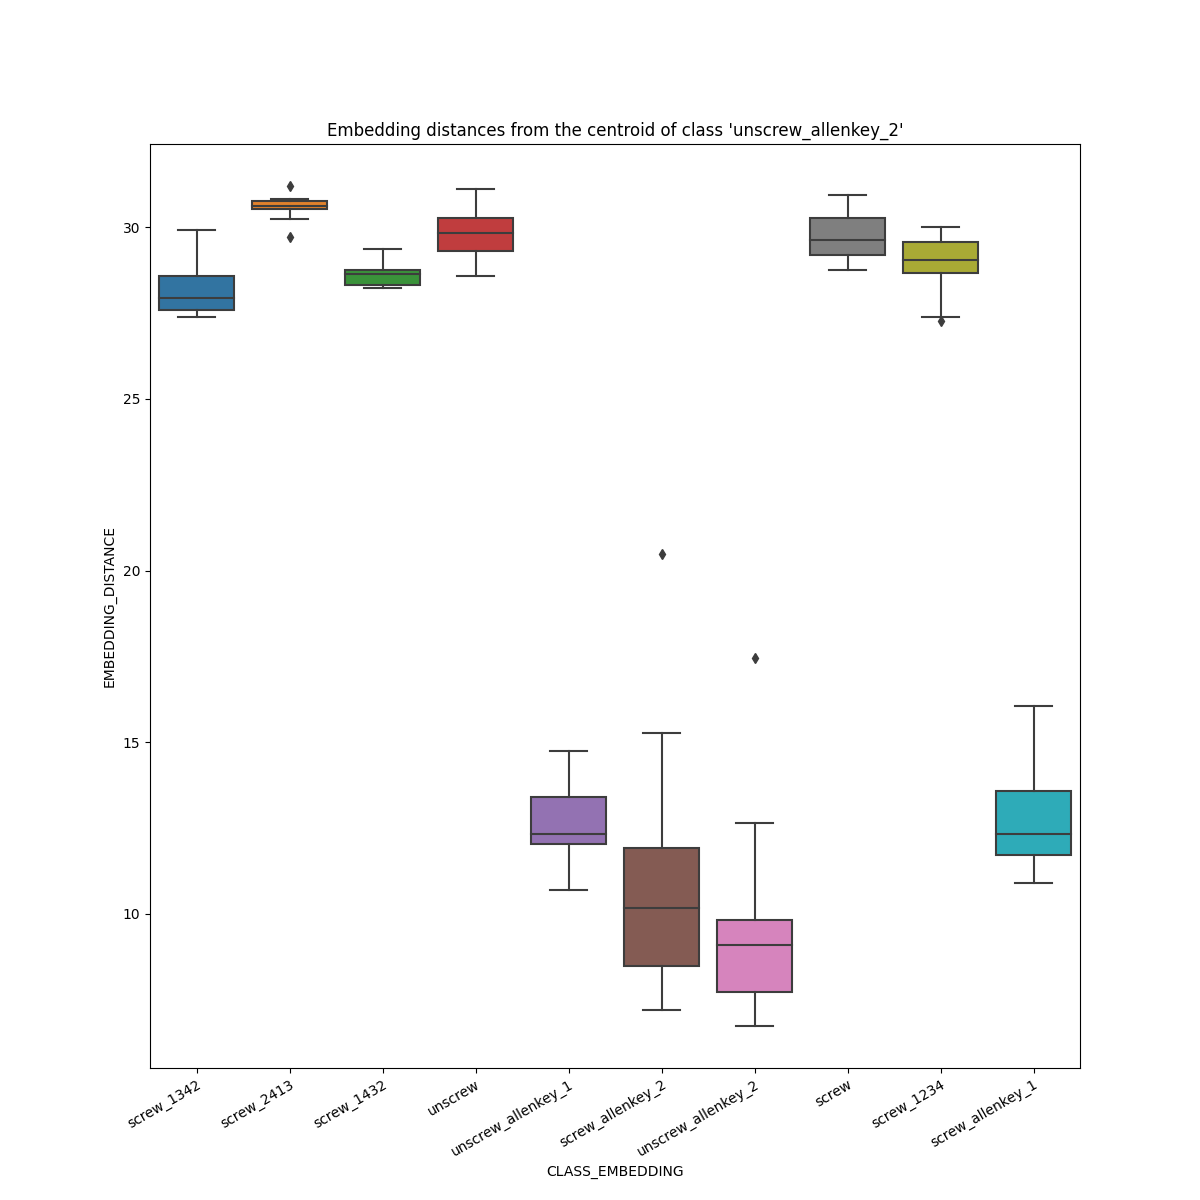 Embedding distances from the centroid of class 'unscrew_allenkey_2'
EMBEDDING_DISTANCE
30
25
20
15
10
screw_1342
screw_2413
screw_1432
unscrew
unscrew_allenkey_1
screw_allenkey_2
unscrew_allenkey_2
screw
screw_1234
screw_allenkey_1
CLASS_EMBEDDING